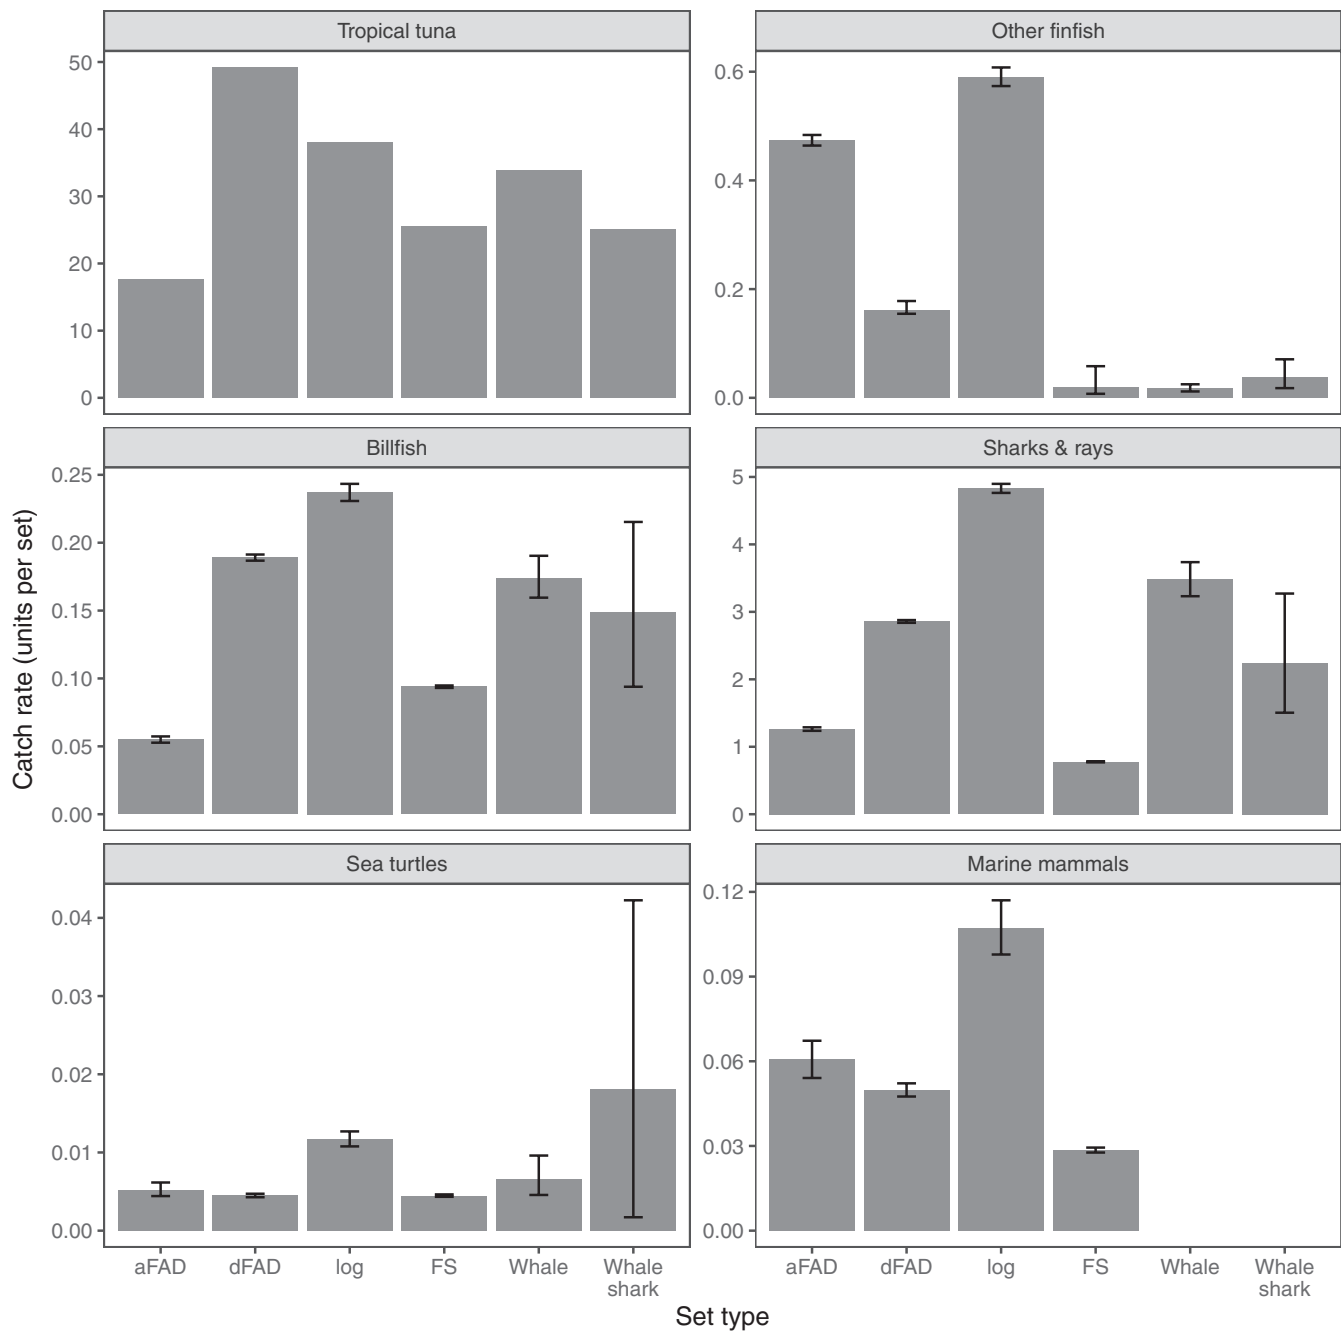 Tropical tuna
Other finfish
50
40
30
20
10
0
0.6
0.4
0.2
0.0
Billfish
Sharks & rays
0.25
0.20
0.15
0.10
0.05
0.00
5
4
3
2
1
0
Catch rate (units per set)
Sea turtles
Marine mammals
0.04
0.03
0.02
0.01
0.00
0.12
0.09
0.06
0.03
0.00
aFAD dFAD log FS Whale Whale
shark
aFAD dFAD log FS Whale Whale
shark
Set type